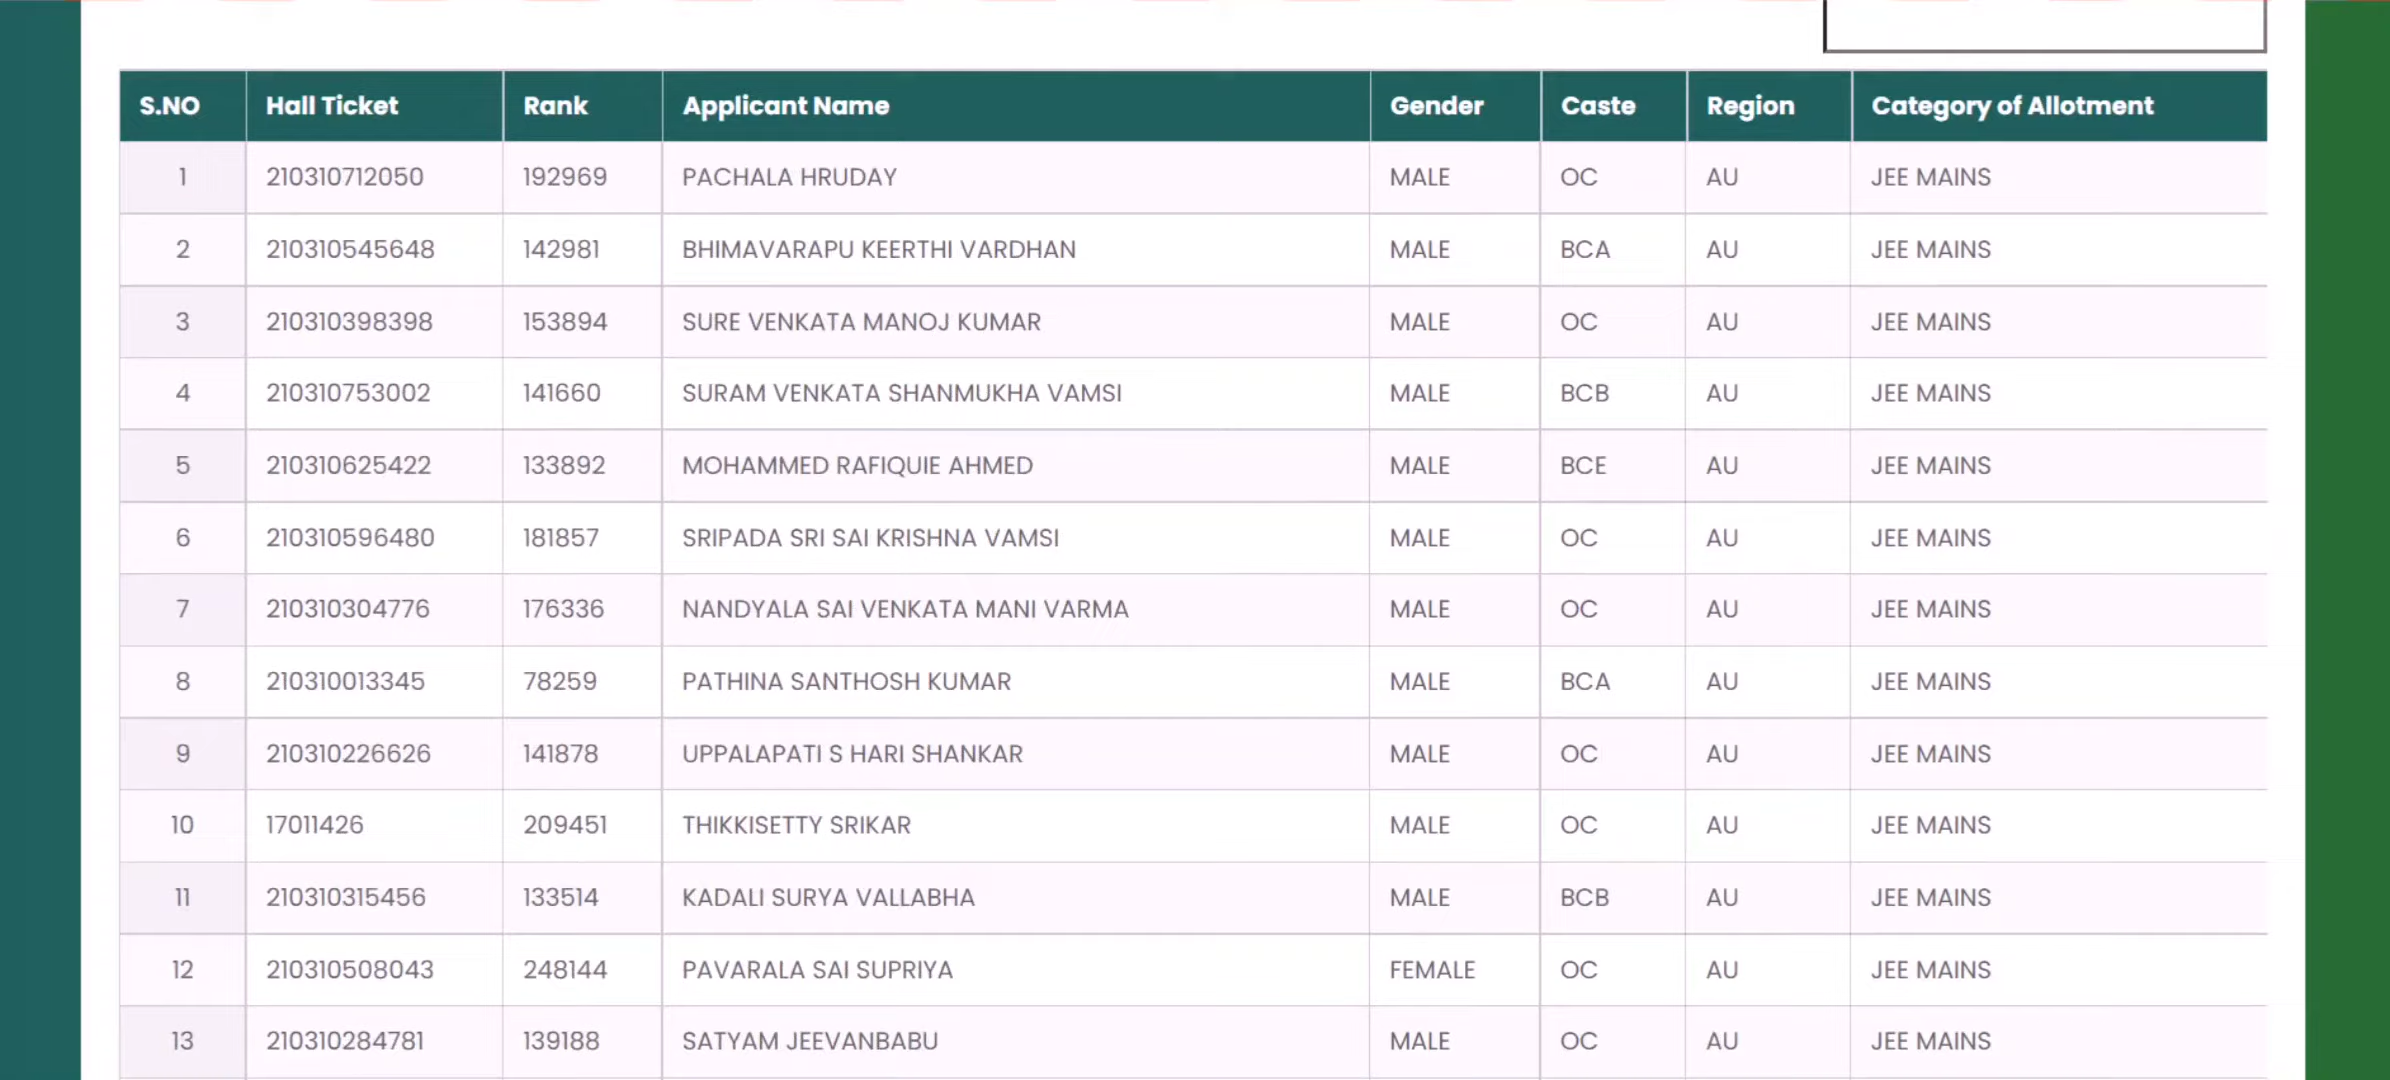 S.NO Hall Ticket Rank Applicant Name Gender Caste Region Category of Allotment
1 210310712050 192969 PACHALA HRUDAY MALE OC AU JEE MAINS
2 210310545648 142981 BHIMAVARAPU KEERTHI VARDHAN MALE BCA AU JEE MAINS
3 210310398398 153894 SURE VENKATA MANOJ KUMAR MALE OC AU JEE MAINS
4 210310753002 141660 SURAM VENKATA SHANMUKHA VAMSI MALE BCB AU JEE MAINS
5 210310625422 133892 MOHAMMED RAFIQUIE AHMED MALE BCE AU JEE MAINS
6 210310596480 181857 SRIPADA SRI SAI KRISHNA VAMSI MALE OC AU JEE MAINS
7 210310304776 176336 NANDYALA SAI VENKATA MANI VARMA MALE OC AU JEE MAINS
8 210310013345 78259 PATHINA SANTHOSH KUMAR MALE BCA AU JEE MAINS
9 210310226626 141878 UPPALAPATI S HARI SHANKAR MALE OC AU JEE MAINS
10 17011426 209451 THIKKISETTY SRIKAR MALE OC AU JEE MAINS
11 210310315456 133514 KADALI SURYA VALLABHA MALE BCB AU JEE MAINS
12 210310508043 248144 PAVARALA SAI SUPRIYA FEMALE OC AU JEE MAINS
13 210310284781 139188 SATYAM JEEVANBABU MALE OC AU JEE MAINS